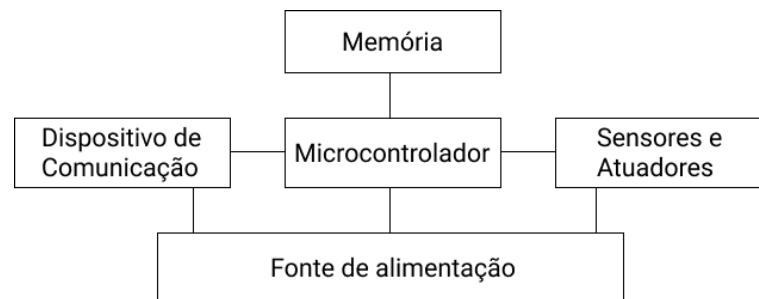 Memória
Dispositivo de
Comunicação
Microcontrolador
Sensores e
Atuadores
Fonte de alimentação